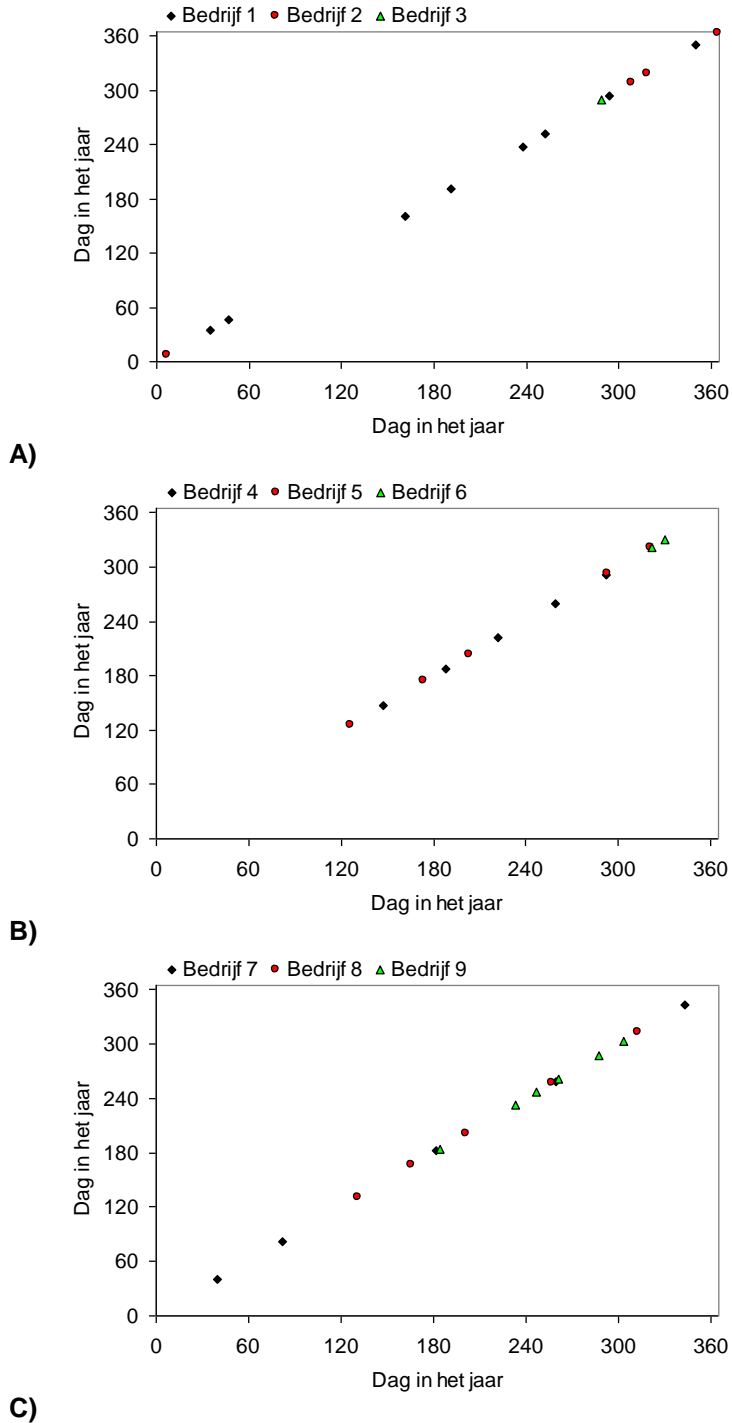 Bedrijf 1 Bedrijf 2 Bedrijf 3
360
300
240
180
120
60
0
Dag in het jaar
0 60 120 180 240 300 360
Dag in het jaar
A)
Bedrijf 4 Bedrijf 5 Bedrijf 6
360
300
240
180
120
60
0
Dag in het jaar
0 60 120 180 240 300 360
Dag in het jaar
B)
Bedrijf 7 Bedrijf 8 Bedrijf 9
360
300
240
180
120
60
0
Dag in het jaar
0 60 120 180 240 300 360
Dag in het jaar
C)